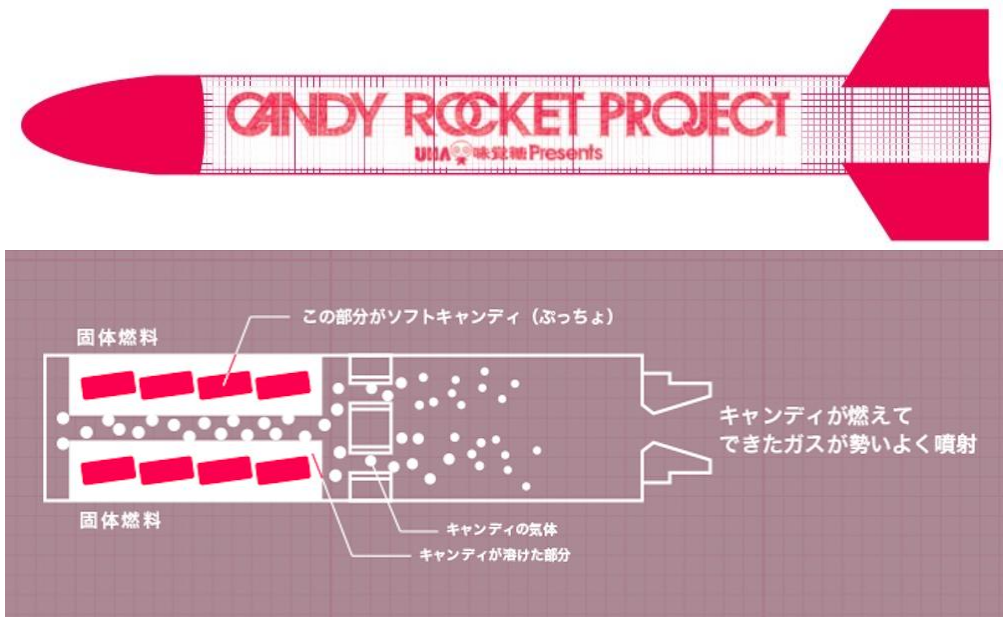 CANDY ROCKET PROJECT
UHA味覚糖Presents
この部分がソフトキャンディ（ぷっちょ）
固体燃料
キャンディが燃えて
できたガスが勢いよく噴射
固体燃料
キャンディの気体
キャンディが溶けた部分